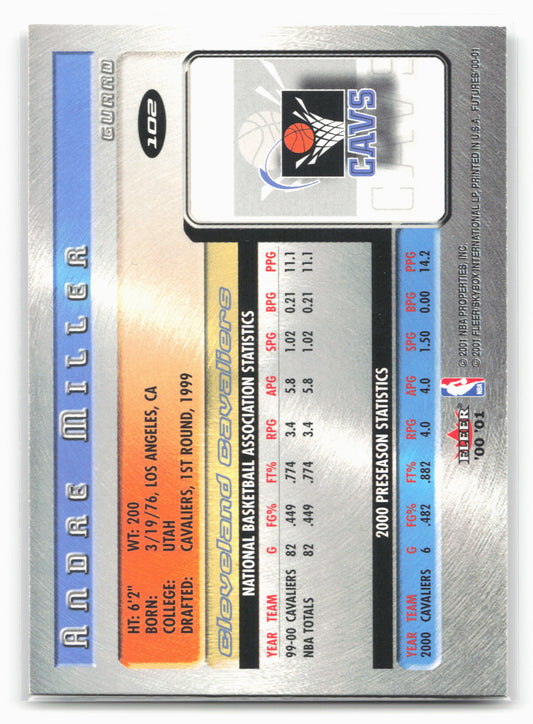 ANDRE MILLER
GUARD
102
HT: 6'2" WT: 200
BORN: 3/19/76, LOS ANGELES, CA
COLLEGE: UTAH
DRAFTED: CAVALIERS, 1ST ROUND, 1999
Cleveland Cavaliers
CAVS
CAVS
NATIONAL BASKETBALL ASSOCIATION STATISTICS
YEAR TEAM G FG% FT% RPG APG SPG BPG PPG
99-00 CAVALIERS 82 .449 .774 3.4 5.8 1.02 0.21 11.1
NBA TOTALS 82 .449 .774 3.4 5.8 1.02 0.21 11.1
2000 PRESEASON STATISTICS
YEAR TEAM G FG% FT% RPG APG SPG BPG PPG
2000 CAVALIERS 6 .482 .882 4.0 4.0 1.50 0.00 14.2
FLEER
'00 '01
NBA
© 2001 NBA PROPERTIES, INC.
© 2001 FLEER/SKYBOX INTERNATIONAL LP, PRINTED IN U.S.A. FUTURES'00-01